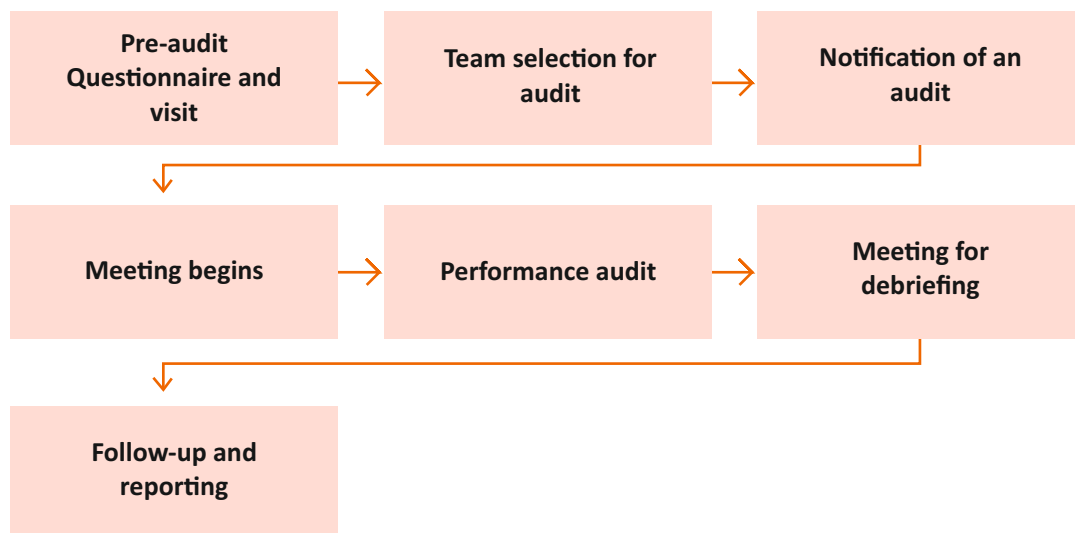 Pre-audit
Questionnaire and
visit
Team selection for
audit
Notification of an
audit
Meeting begins
Performance audit
Meeting for
debriefing
Follow-up and
reporting